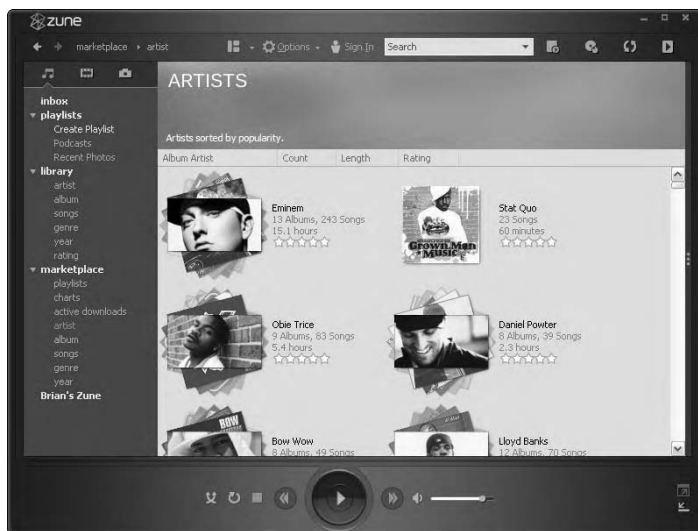 zune
marketplace ▸ artist
Options
Sign In
Search
inbox
playlists
Create Playlist
Podcasts
Recent Photos
library
artist
album
songs
genre
year
rating
marketplace
playlists
charts
active downloads
artist
album
songs
genre
year
Brian's Zune
ARTISTS
Artists sorted by popularity.
Album Artist Count Length Rating
Eminem
13 Albums, 243 Songs
15.1 hours
Grown Man
Music
Stat Quo
23 Songs
60 minutes
Obie Trice
9 Albums, 83 Songs
5.4 hours
Daniel Powter
8 Albums, 39 Songs
2.3 hours
BOW
Bow Wow
8 Albums, 49 Songs
Lloyd Banks
12 Albums, 70 Songs